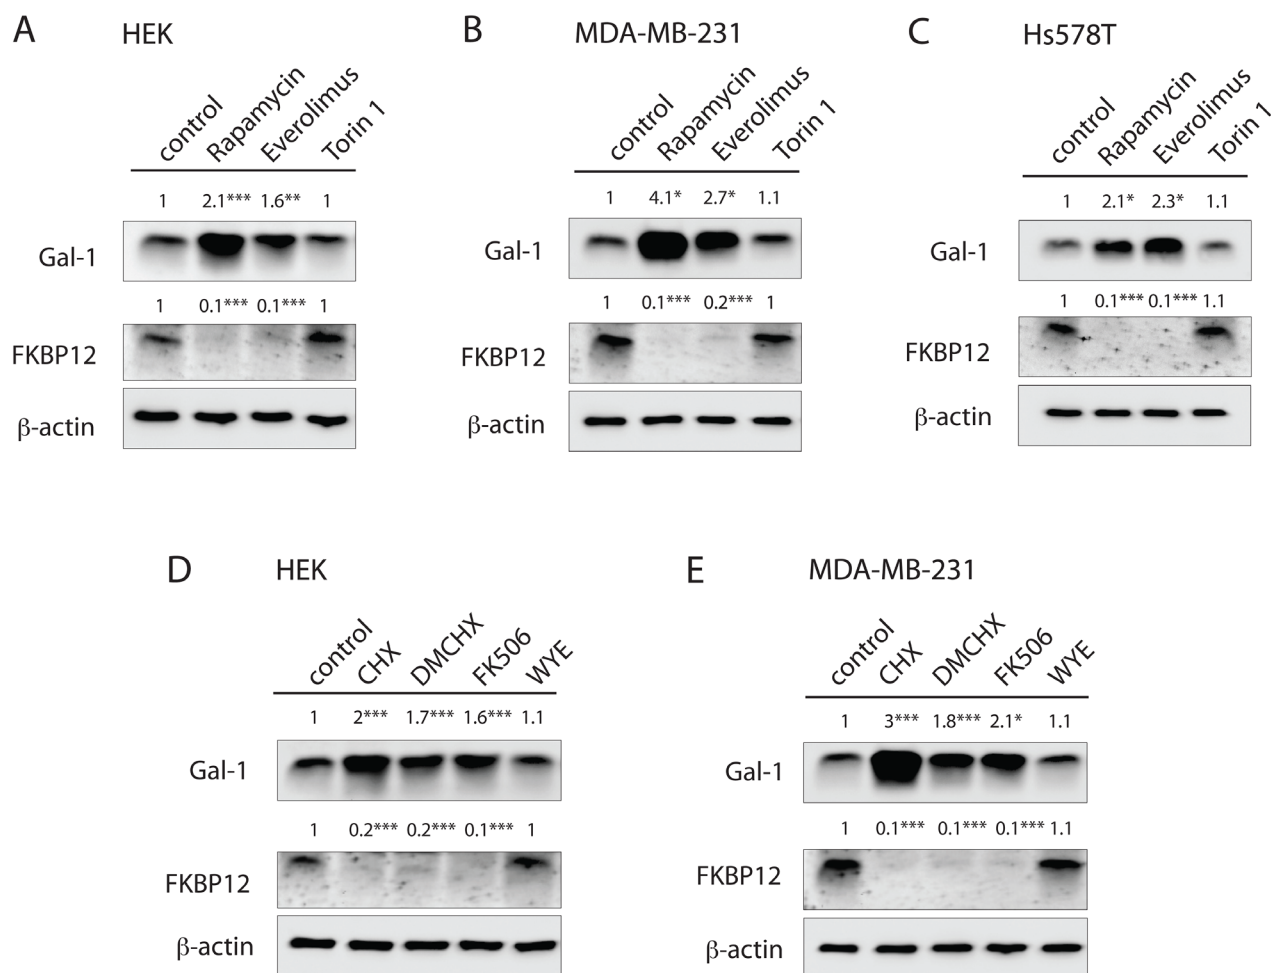 A HEK
control Rapamycin Everolimus Torin 1
1 2.1*** 1.6** 1
Gal-1
1 0.1*** 0.1*** 1
FKBP12
β-actin
B MDA-MB-231
control Rapamycin Everolimus Torin 1
1 4.1* 2.7* 1.1
Gal-1
1 0.1*** 0.2*** 1
FKBP12
β-actin
C Hs578T
control Rapamycin Everolimus Torin 1
1 2.1* 2.3* 1.1
Gal-1
1 0.1*** 0.1*** 1.1
FKBP12
β-actin
D HEK
control CHX DMCHX FK506 WYE
1 2*** 1.7*** 1.6*** 1.1
Gal-1
1 0.2*** 0.2*** 0.1*** 1
FKBP12
β-actin
E MDA-MB-231
control CHX DMCHX FK506 WYE
1 3*** 1.8*** 2.1* 1.1
Gal-1
1 0.1*** 0.1*** 0.1*** 1.1
FKBP12
β-actin